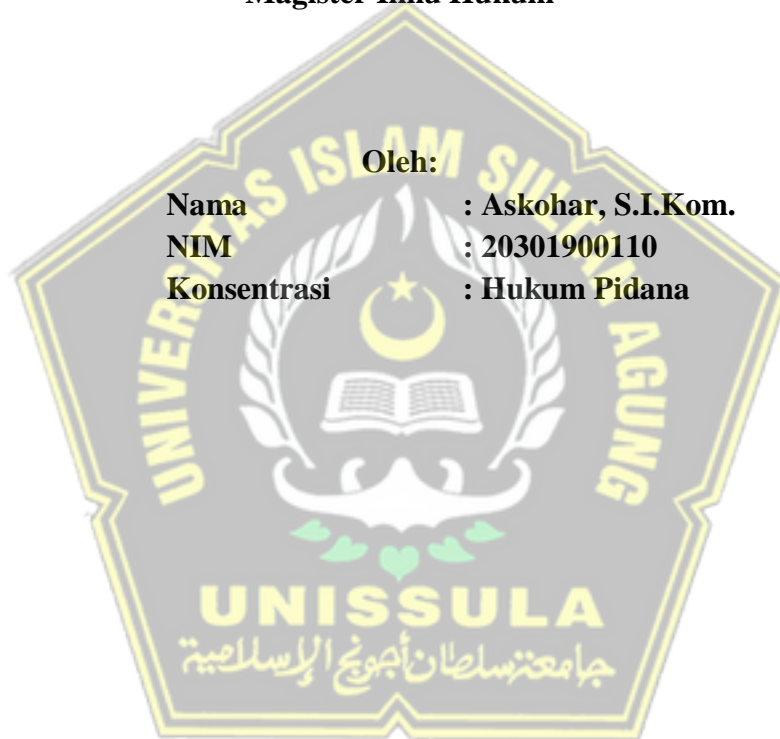 Magister Ilmu Hukum
Oleh:
Nama : Askohar, S.I.Kom.
NIM : 20301900110
Konsentrasi : Hukum Pidana
UNIVERSITAS ISLAM SULTAN AGUNG
UNISSULA
جامعة سلطان أجونج الإسلامية